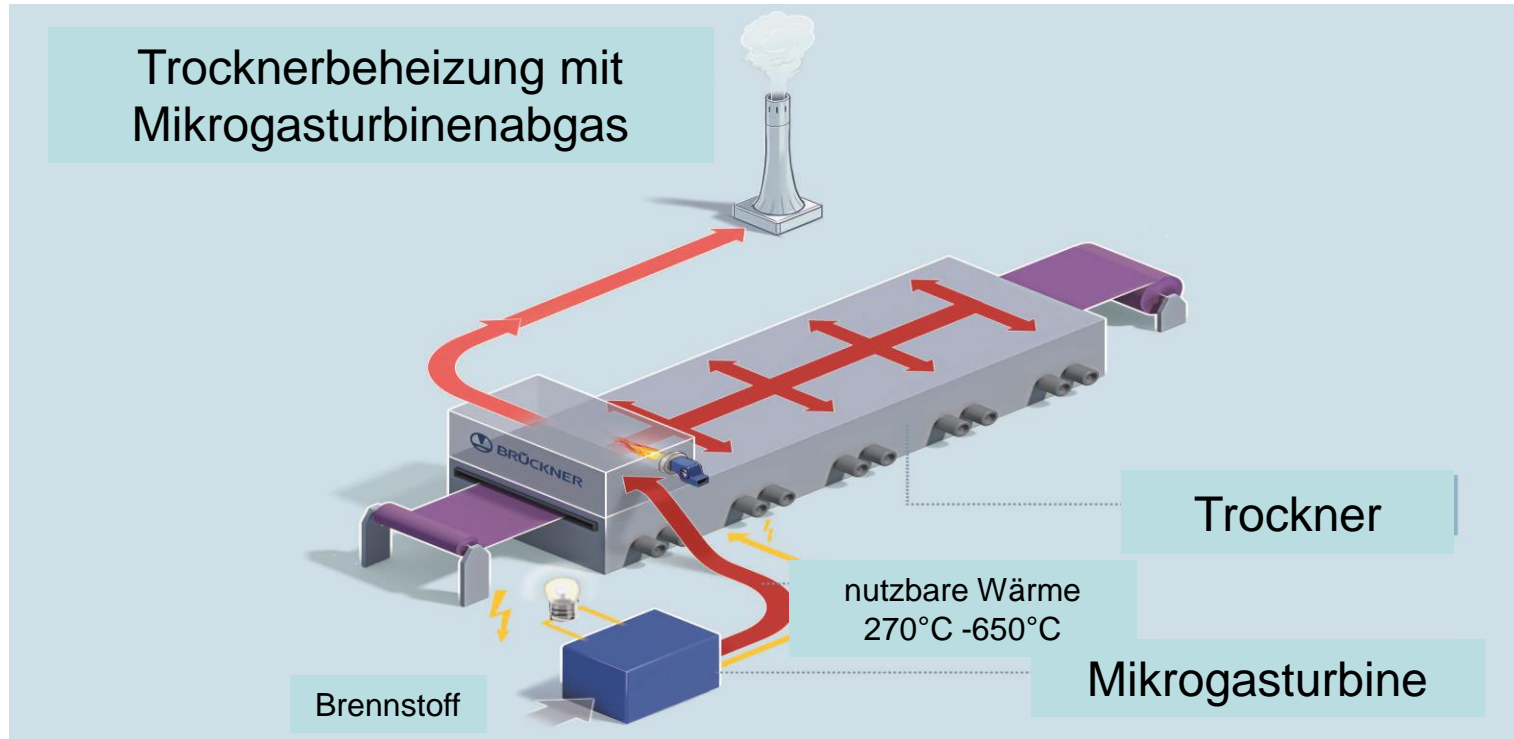 Trocknerbeheizung mit
Mikrogasturbinenabgas
BRÜCKNER
Trockner
nutzbare Wärme
270°C -650°C
Mikrogasturbine
Brennstoff